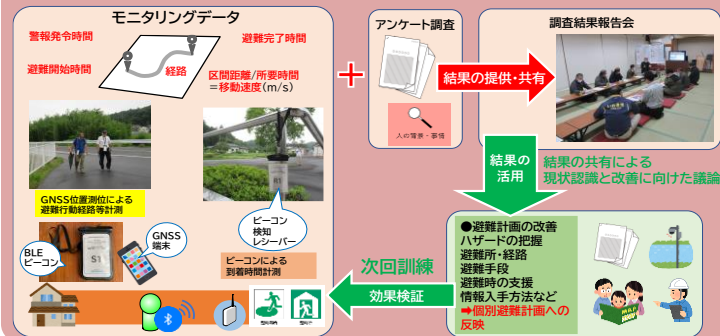 モニタリングデータ
警報発令時間
避難完了時間
避難開始時間
経路
区間距離/所要時間
=移動速度(m/s)
GNSS位置測位による
避難行動経路等計測
ビーコン
検知
レシーバー
BLE
ビーコン
S1
GNSS
端末
ビーコンによる
到着時間計測
+
アンケート調査
人の背景・事情
結果の提供・共有
調査結果報告会
結果の
活用
結果の共有による
現状認識と改善に向けた議論
●避難計画の改善
ハザードの把握
避難所・経路
避難手段
避難時の支援
情報入手方法など
➡個別避難計画への
反映
MAP
次回訓練
効果検証